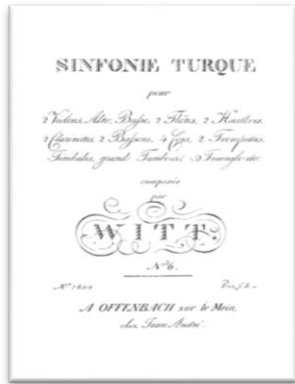 SINFONIE TURQUE
pour
2 Violons, Alto, Basse, 2 Flûtes, 2 Hautbois,
2 Clarinettes, 2 Bassons, 4 Cors, 2 Trompettes,
Timbales, grand Tambour, Triangle etc.
composée
par
WITT.
N.º 6.
Nº
A OFFENBACH sur le Mein,
chez Jean André.